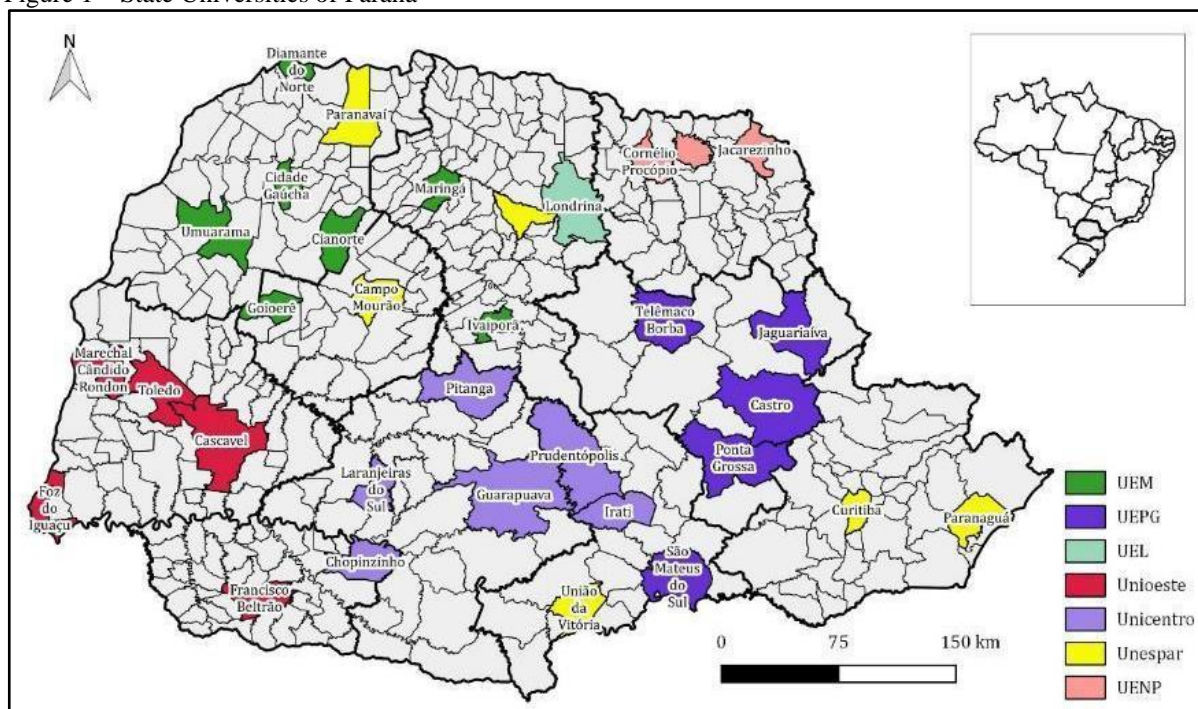 Figure 1 – State Universities of Paraná
N
Diamante
do
Norte
Paranavaí
Cidade
Gaúcha
Maringá
Londrina
Cornélio
Procópio
Jacarezinho
Umuarama
Cianorte
Goioerê
Campo
Mourão
Ivaiporã
Telêmaco
Borba
Jaguariaíva
Marechal
Cândido
Rondon
Toledo
Cascavel
Pitanga
Castro
Ponta
Grossa
Prudentópolis
Laranjeiras
do Sul
Guarapuava
Irati
Foz
do
Iguaçu
Chopinzinho
Francisco
Beltrão
União
da
Vitória
São
Mateus
do
Sul
Curitiba
Paranaguá
0 75 150 km
UEM
UEPG
UEL
Unioeste
Unicentro
Unespar
UENP